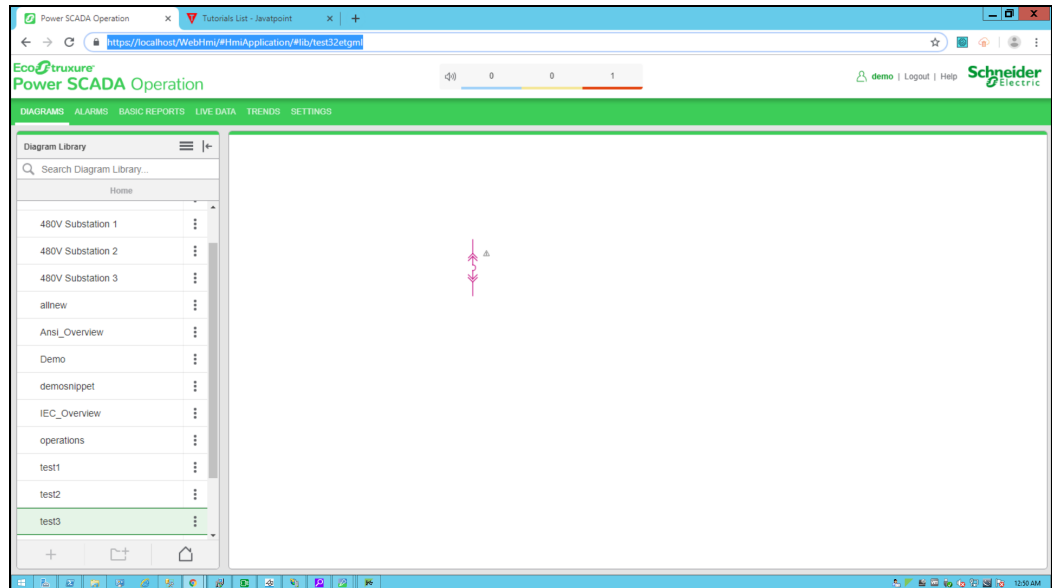 Power SCADA Operation
Tutorials List - Javatpoint
https://localhost/WebHmi/#HmiApplication/#lib/test32etgml
EcoStruxure
Power SCADA Operation
0 0 1
demo | Logout | Help
Schneider
Electric
DIAGRAMS ALARMS BASIC REPORTS LIVE DATA TRENDS SETTINGS
Diagram Library
Search Diagram Library...
Home
480V Substation 1
480V Substation 2
480V Substation 3
allnew
Ansi_Overview
Demo
demosnippet
IEC_Overview
operations
test1
test2
test3
12:50 AM